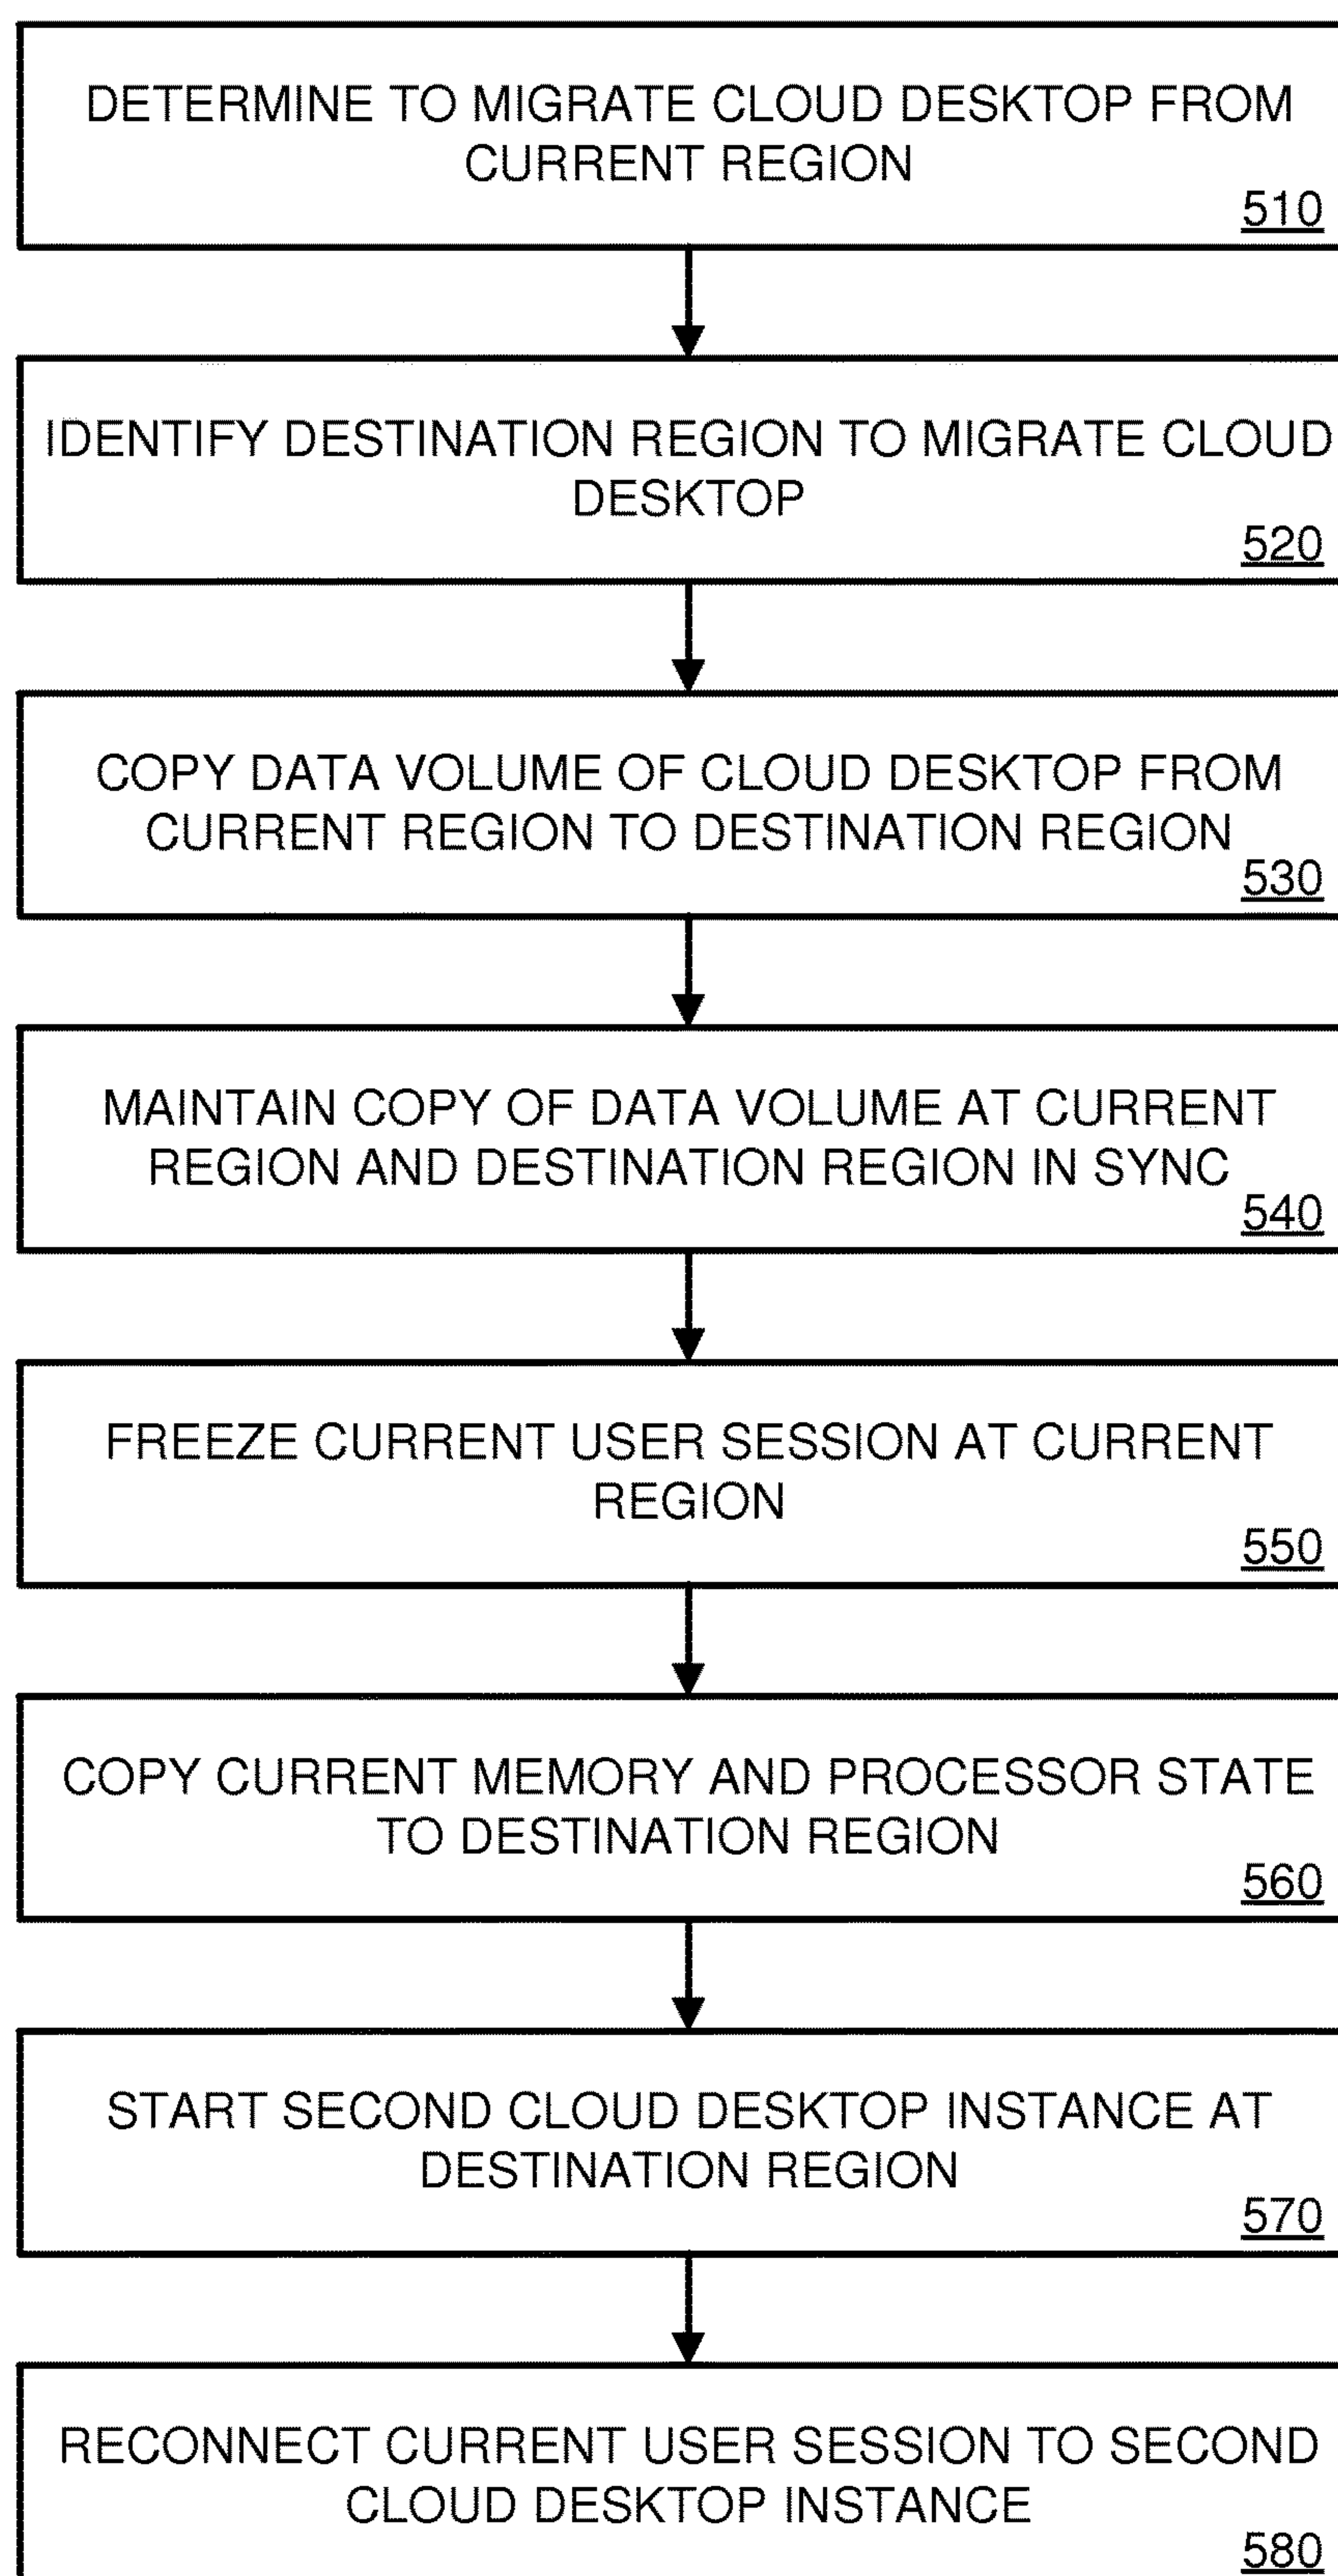 DETERMINE TO MIGRATE CLOUD DESKTOP FROM
CURRENT REGION
510
IDENTIFY DESTINATION REGION TO MIGRATE CLOUD
DESKTOP
520
COPY DATA VOLUME OF CLOUD DESKTOP FROM
CURRENT REGION TO DESTINATION REGION
530
MAINTAIN COPY OF DATA VOLUME AT CURRENT
REGION AND DESTINATION REGION IN SYNC
540
FREEZE CURRENT USER SESSION AT CURRENT
REGION
550
COPY CURRENT MEMORY AND PROCESSOR STATE
TO DESTINATION REGION
560
START SECOND CLOUD DESKTOP INSTANCE AT
DESTINATION REGION
570
RECONNECT CURRENT USER SESSION TO SECOND
CLOUD DESKTOP INSTANCE
580